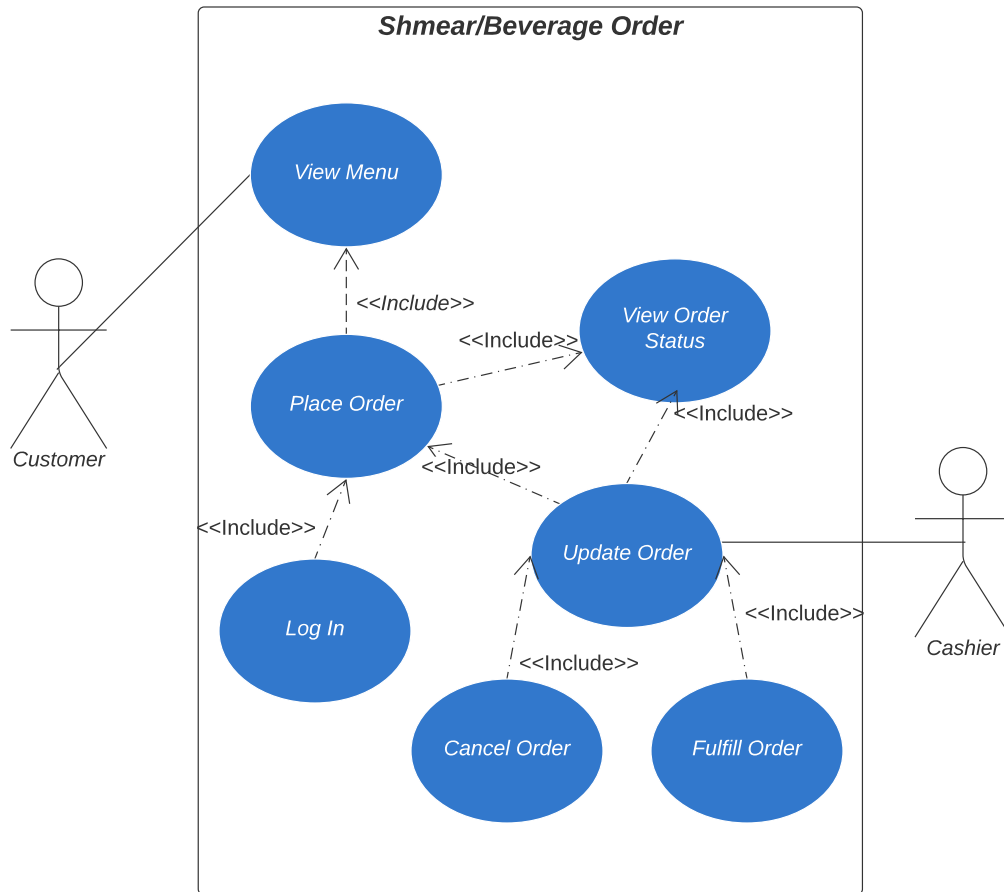 Shmear/Beverage Order
View Menu
<<Include>>
View Order
Status
<<Include>>
Place Order
<<Include>>
Customer
<<Include>>
<<Include>>
Update Order
Log In
<<Include>>
Cashier
<<Include>>
Cancel Order
Fulfill Order